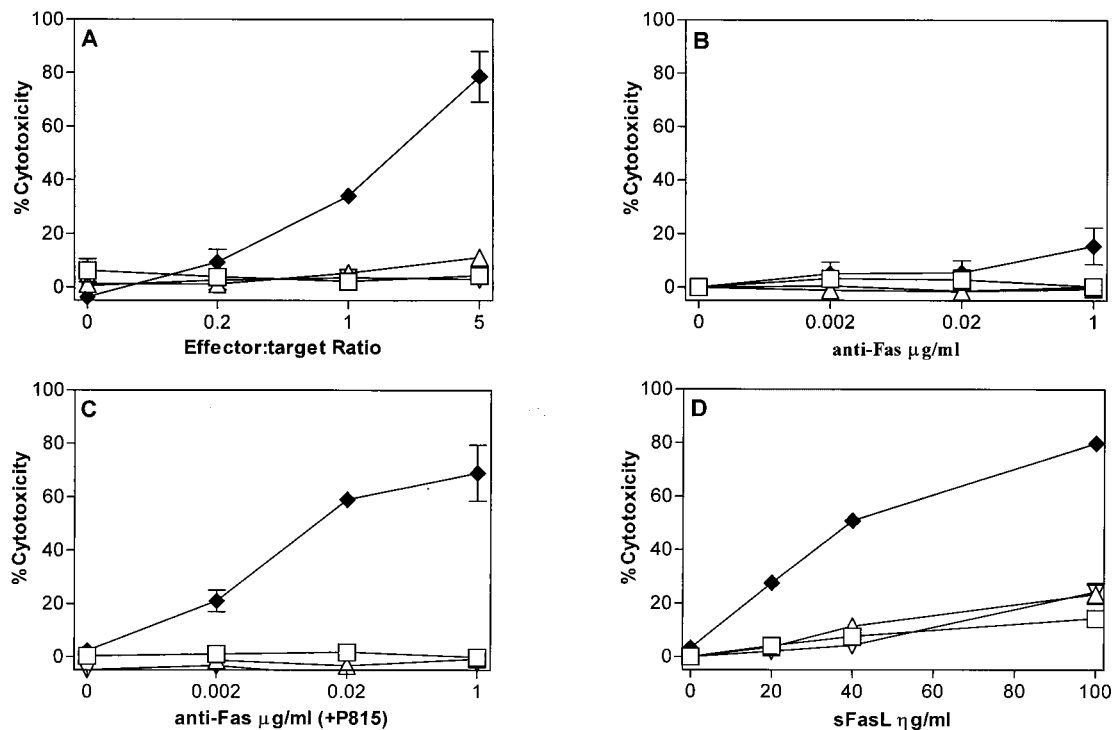 A
%Cytotoxicity
100
80
60
40
20
0
0 0.2 1 5
Effector:target Ratio
B
%Cytotoxicity
100
80
60
40
20
0
0 0.002 0.02 1
anti-Fas μg/ml
C
%Cytotoxicity
100
80
60
40
20
0
0 0.002 0.02 1
anti-Fas μg/ml (+P815)
D
%Cytotoxicity
100
80
60
40
20
0
0 20 40 60 80 100
sFasL ηg/ml